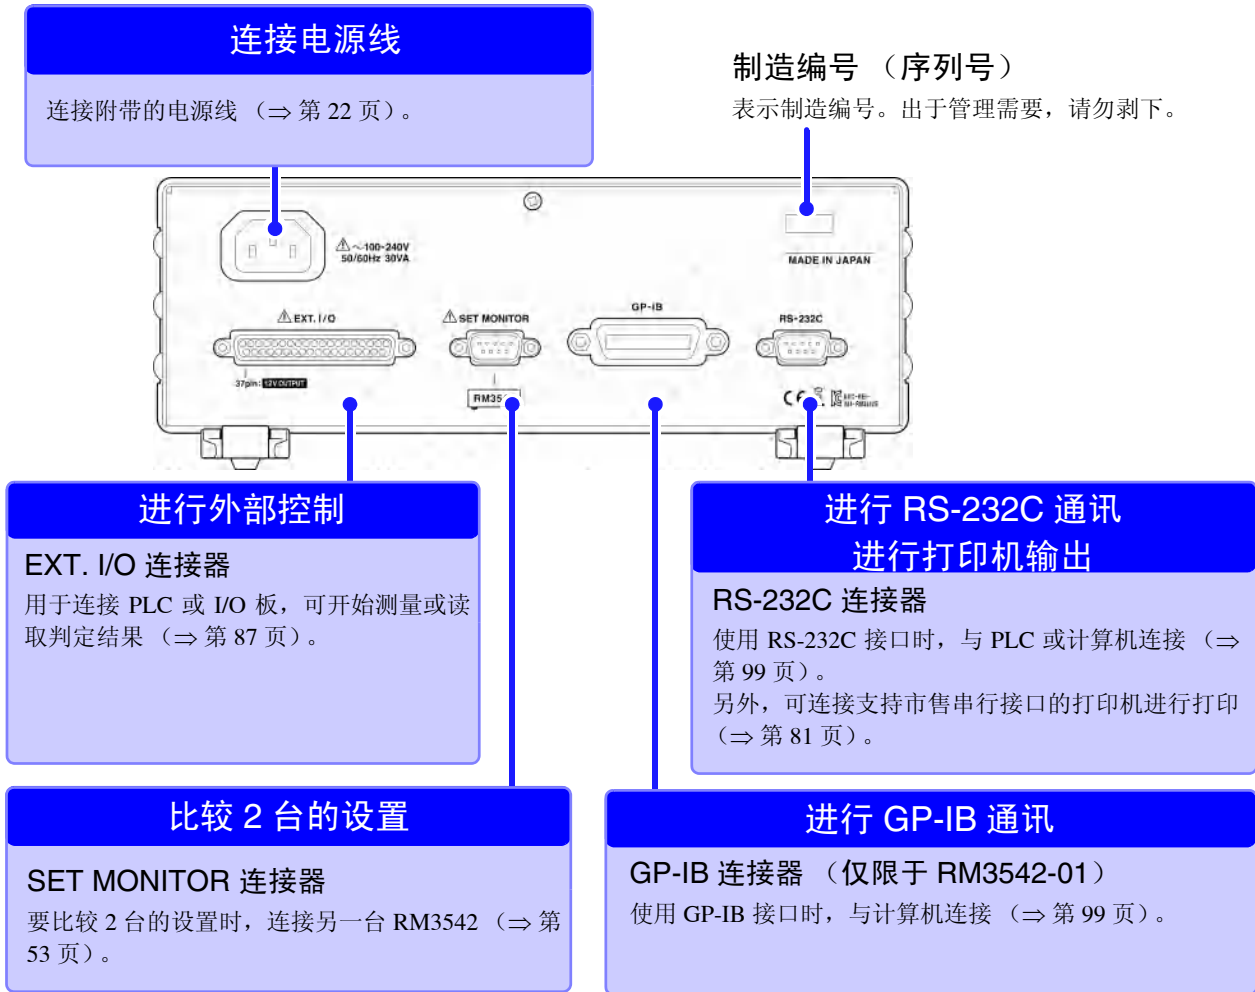 连接电源线
连接附带的电源线 （⇒ 第 22 页）。
制造编号 （序列号）
表示制造编号。出于管理需要，请勿剥下。
100-240V
50/60Hz 30VA
MADE IN JAPAN
EXT. I/O
SET MONITOR
GP-IB
RS-232C
37pin: 12V OUTPUT
RM35
进行外部控制
EXT. I/O 连接器
用于连接 PLC 或 I/O 板，可开始测量或读
取判定结果 （⇒ 第 87 页）。
进行 RS-232C 通讯
进行打印机输出
RS-232C 连接器
使用 RS-232C 接口时，与 PLC 或计算机连接 （⇒
第 99 页）。
另外，可连接支持市售串行接口的打印机进行打印
（⇒ 第 81 页）。
比较 2 台的设置
SET MONITOR 连接器
要比较 2 台的设置时，连接另一台 RM3542 （⇒ 第
53 页）。
进行 GP-IB 通讯
GP-IB 连接器 （仅限于 RM3542-01）
使用 GP-IB 接口时，与计算机连接 （⇒ 第 99 页）。